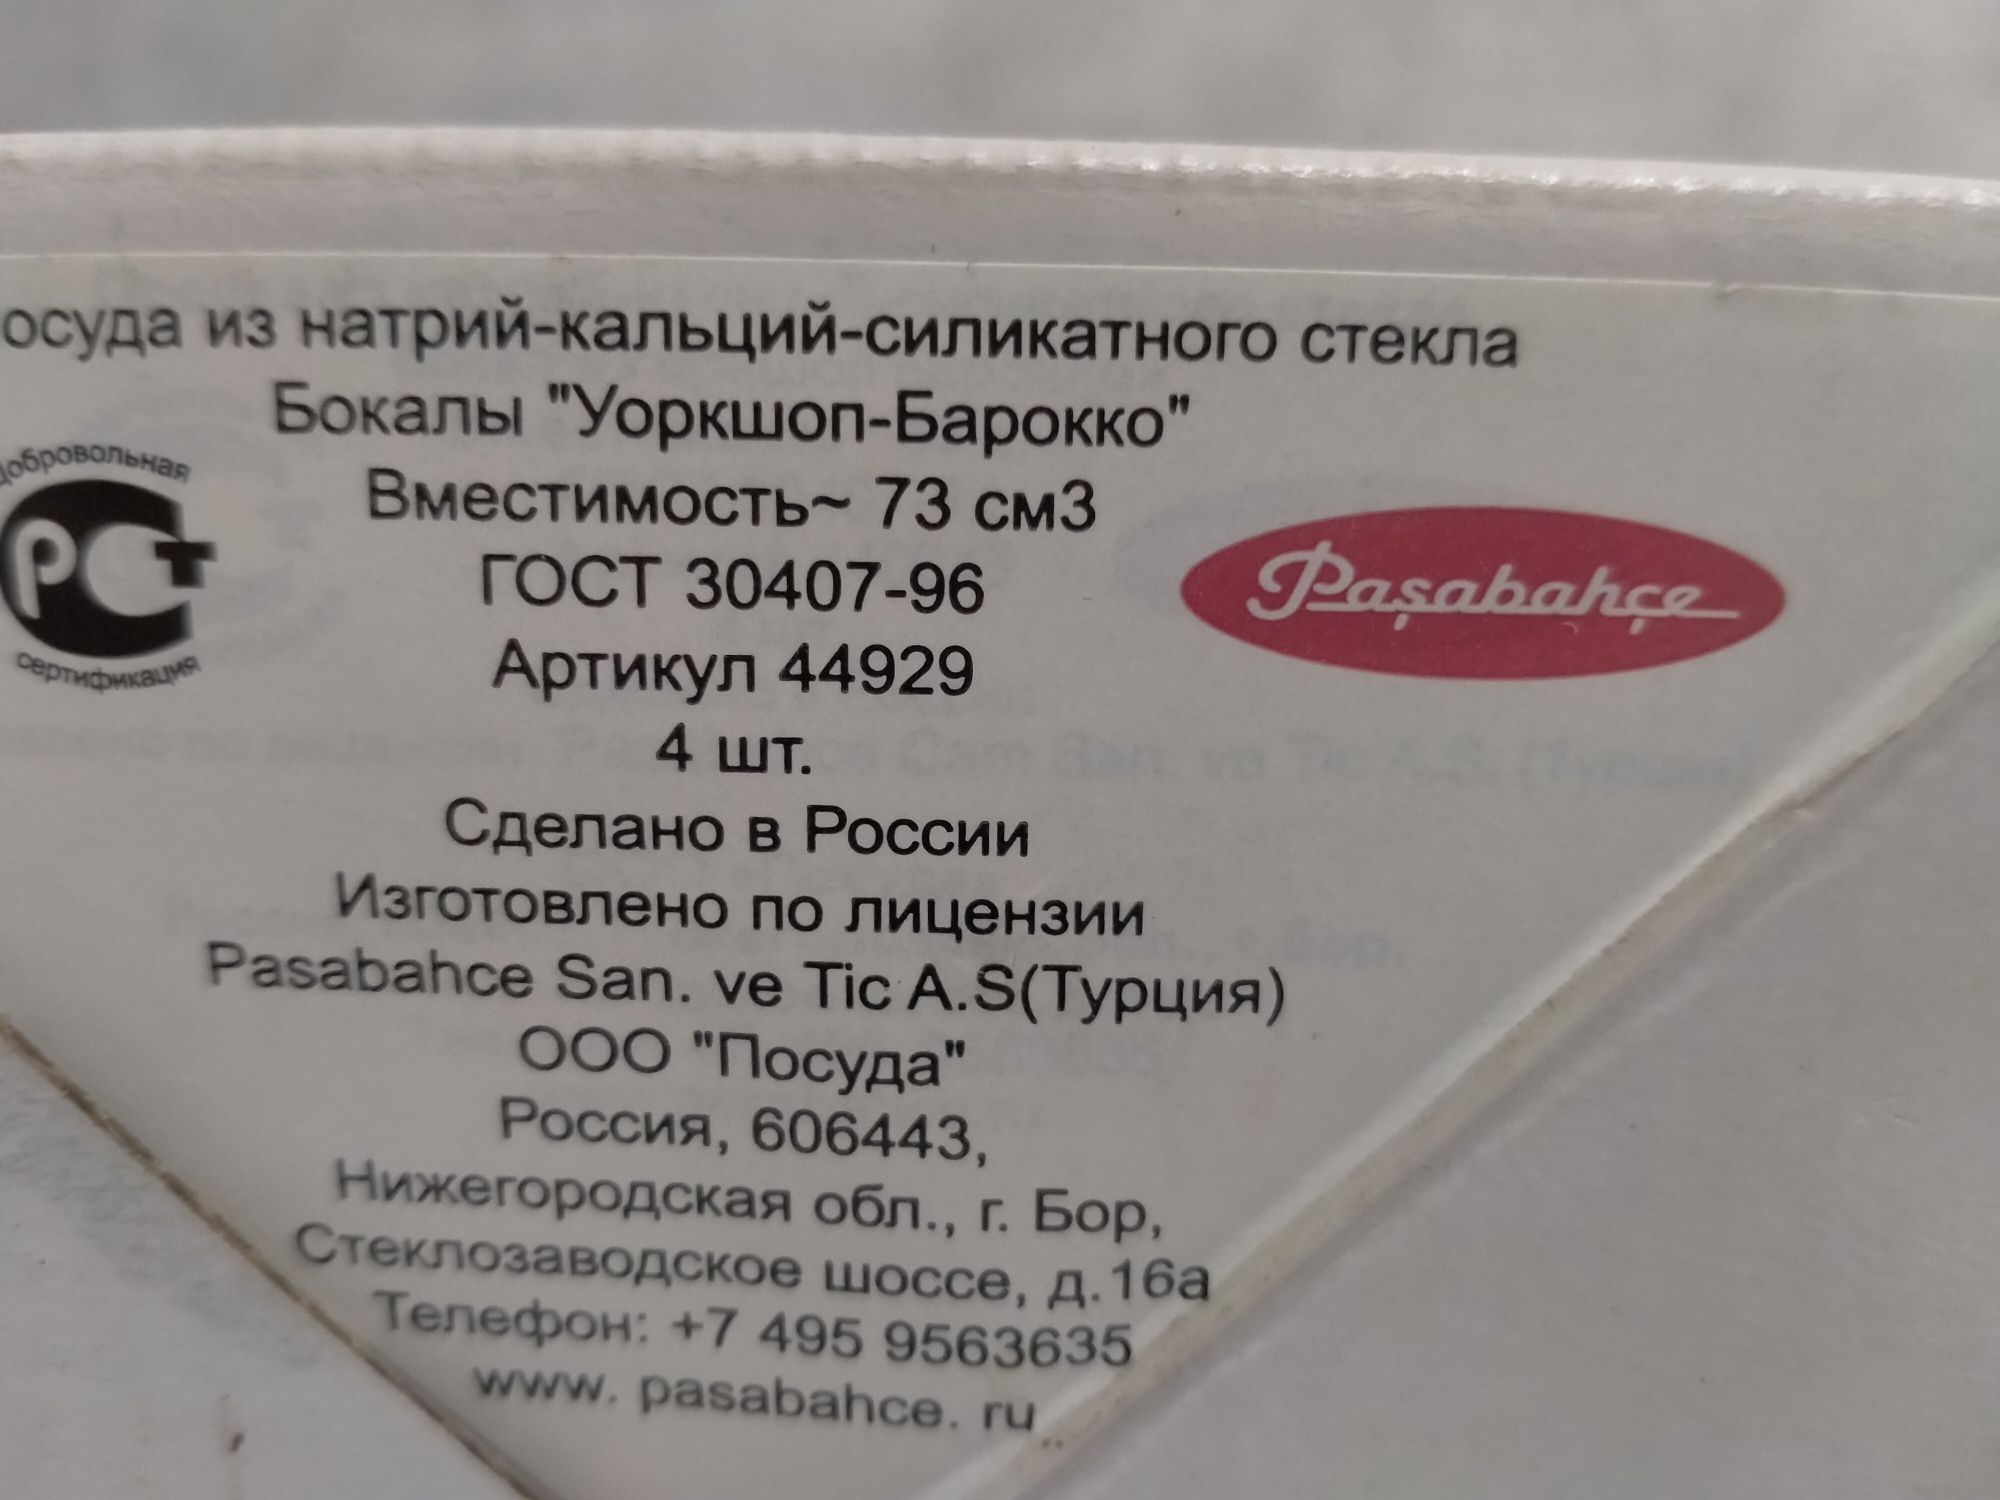 осуда из натрий-кальций-силикатного стекла
Бокалы "Уоркшоп-Барокко"
добровольная
РСТ
сертификация
Вместимость~ 73 см3
ГОСТ 30407-96
Артикул 44929
Paşabahçe
4 шт.
Сделано в России
Изготовлено по лицензии
Pasabahce San. ve Tic A.S(Турция)
ООО "Посуда"
Россия, 606443,
Нижегородская обл., г. Бор,
Стеклозаводское шоссе, д.16а
Телефон: +7 495 9563635
www. pasabahce. ru